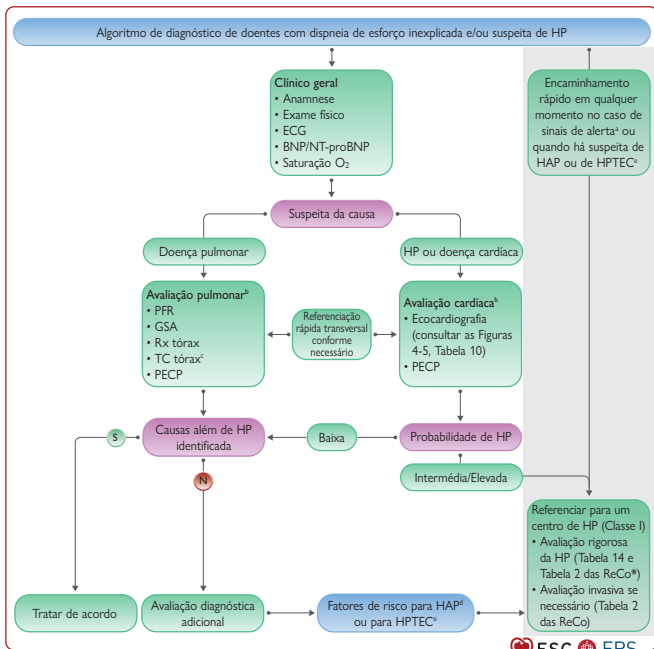 Algoritmo de diagnóstico de doentes com dispneia de esforço inexplicada e/ou suspeita de HP
Clínico geral
• Anamnese
• Exame físico
• ECG
• BNP/NT-proBNP
• Saturação O₂
Encaminhamento
rápido em qualquer
momento no caso de
sinais de alertaᵃ ou
quando há suspeita de
HAP ou de HPTECᵉ
Suspeita da causa
Doença pulmonar
HP ou doença cardíaca
Avaliação pulmonarᵇ
• PFR
• GSA
• Rx tórax
• TC tóraxᶜ
• PECP
Referenciação
rápida transversal
conforme
necessário
Avaliação cardíacaᵇ
• Ecocardiografia
(consultar as Figuras
4-5, Tabela 10)
• PECP
S
Causas além de HP
identificada
Baixa
Probabilidade de HP
N
Intermédia/Elevada
Referenciar para um
centro de HP (Classe I)
• Avaliação rigorosa
da HP (Tabela 14 e
Tabela 2 das ReCo*)
• Avaliação invasiva se
necessário (Tabela 2
das ReCo)
Tratar de acordo
Avaliação diagnóstica
adicional
Fatores de risco para HAPᵈ
ou para HPTECᵉ
ESC ERS